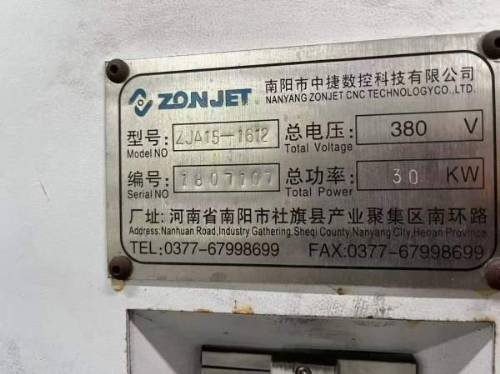 ZONJET 南阳市中捷数控科技有限公司
NANYANG ZONJET CNC TECHNOLOGYCO.,LTD.
型号: ZJA15-1612 总电压: 380 V
Model NO Total Voltage
编号: 1807107 总功率: 30 KW
Serial NO Total Power
厂址: 河南省南阳市社旗县产业聚集区南环路
Address: Nanhuan Road,Industry Gathering,Sheqi County,Nanyang City,Henan Province
TEL:0377-67998699 FAX:0377-67998699